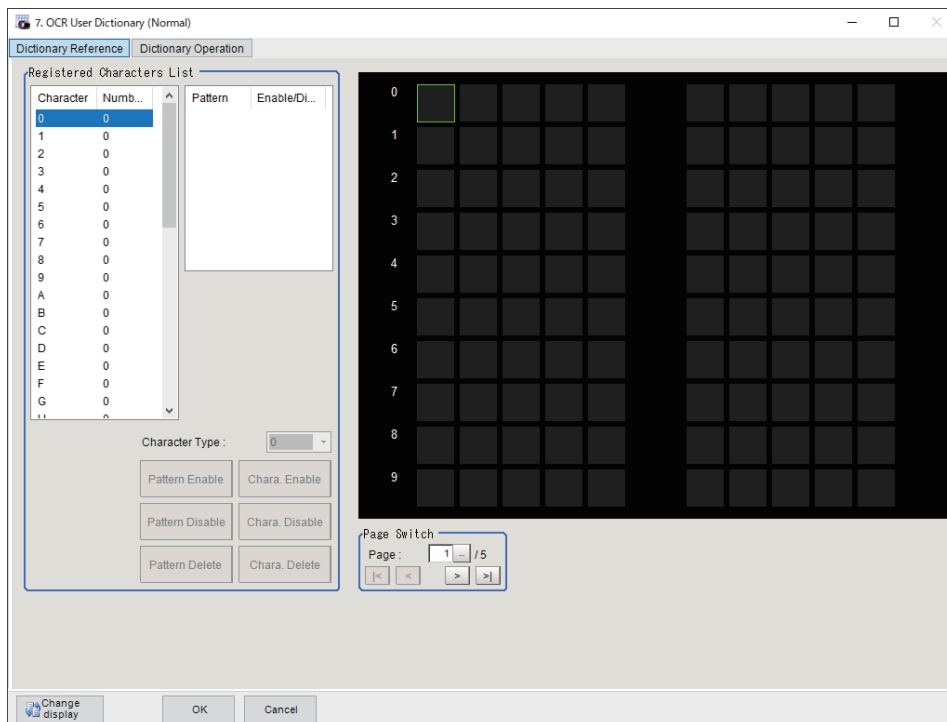 7. OCR User Dictionary (Normal)
Dictionary Reference Dictionary Operation
Registered Characters List
Character Numb... Pattern Enable/Di...
0 0
1 0
2 0
3 0
4 0
5 0
6 0
7 0
8 0
9 0
A 0
B 0
C 0
D 0
E 0
F 0
G 0
Character Type : 0
Pattern Enable Chara. Enable
Pattern Disable Chara. Disable
Pattern Delete Chara. Delete
0
1
2
3
4
5
6
7
8
9
Page Switch
Page : 1 ... / 5
|< < > >|
Change
display
OK Cancel